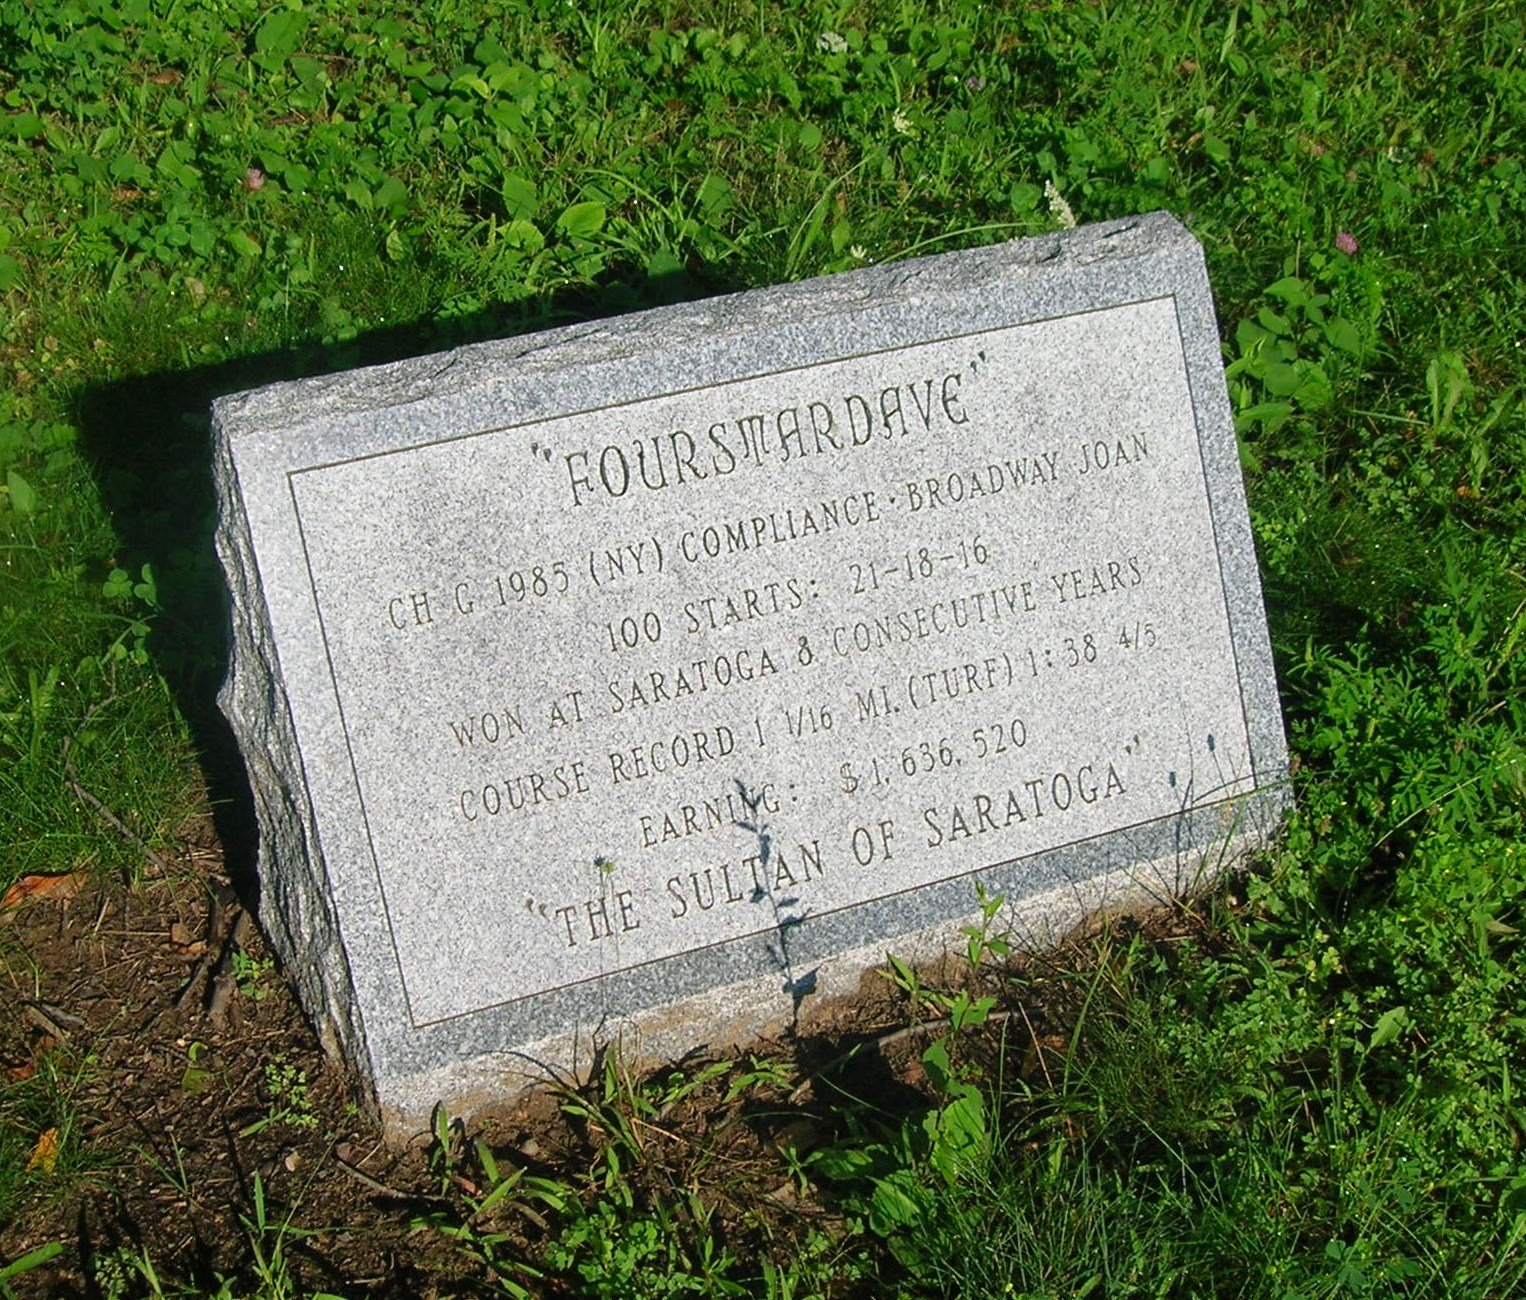 "FOURSTARDAVE"
CH G 1985 (NY) COMPLIANCE · BROADWAY JOAN
100 STARTS: 21-18-16
WON AT SARATOGA 8 CONSECUTIVE YEARS
COURSE RECORD 1 1/16 MI. (TURF) 1:38 4/5
EARNING: $1,636,520
"THE SULTAN OF SARATOGA"